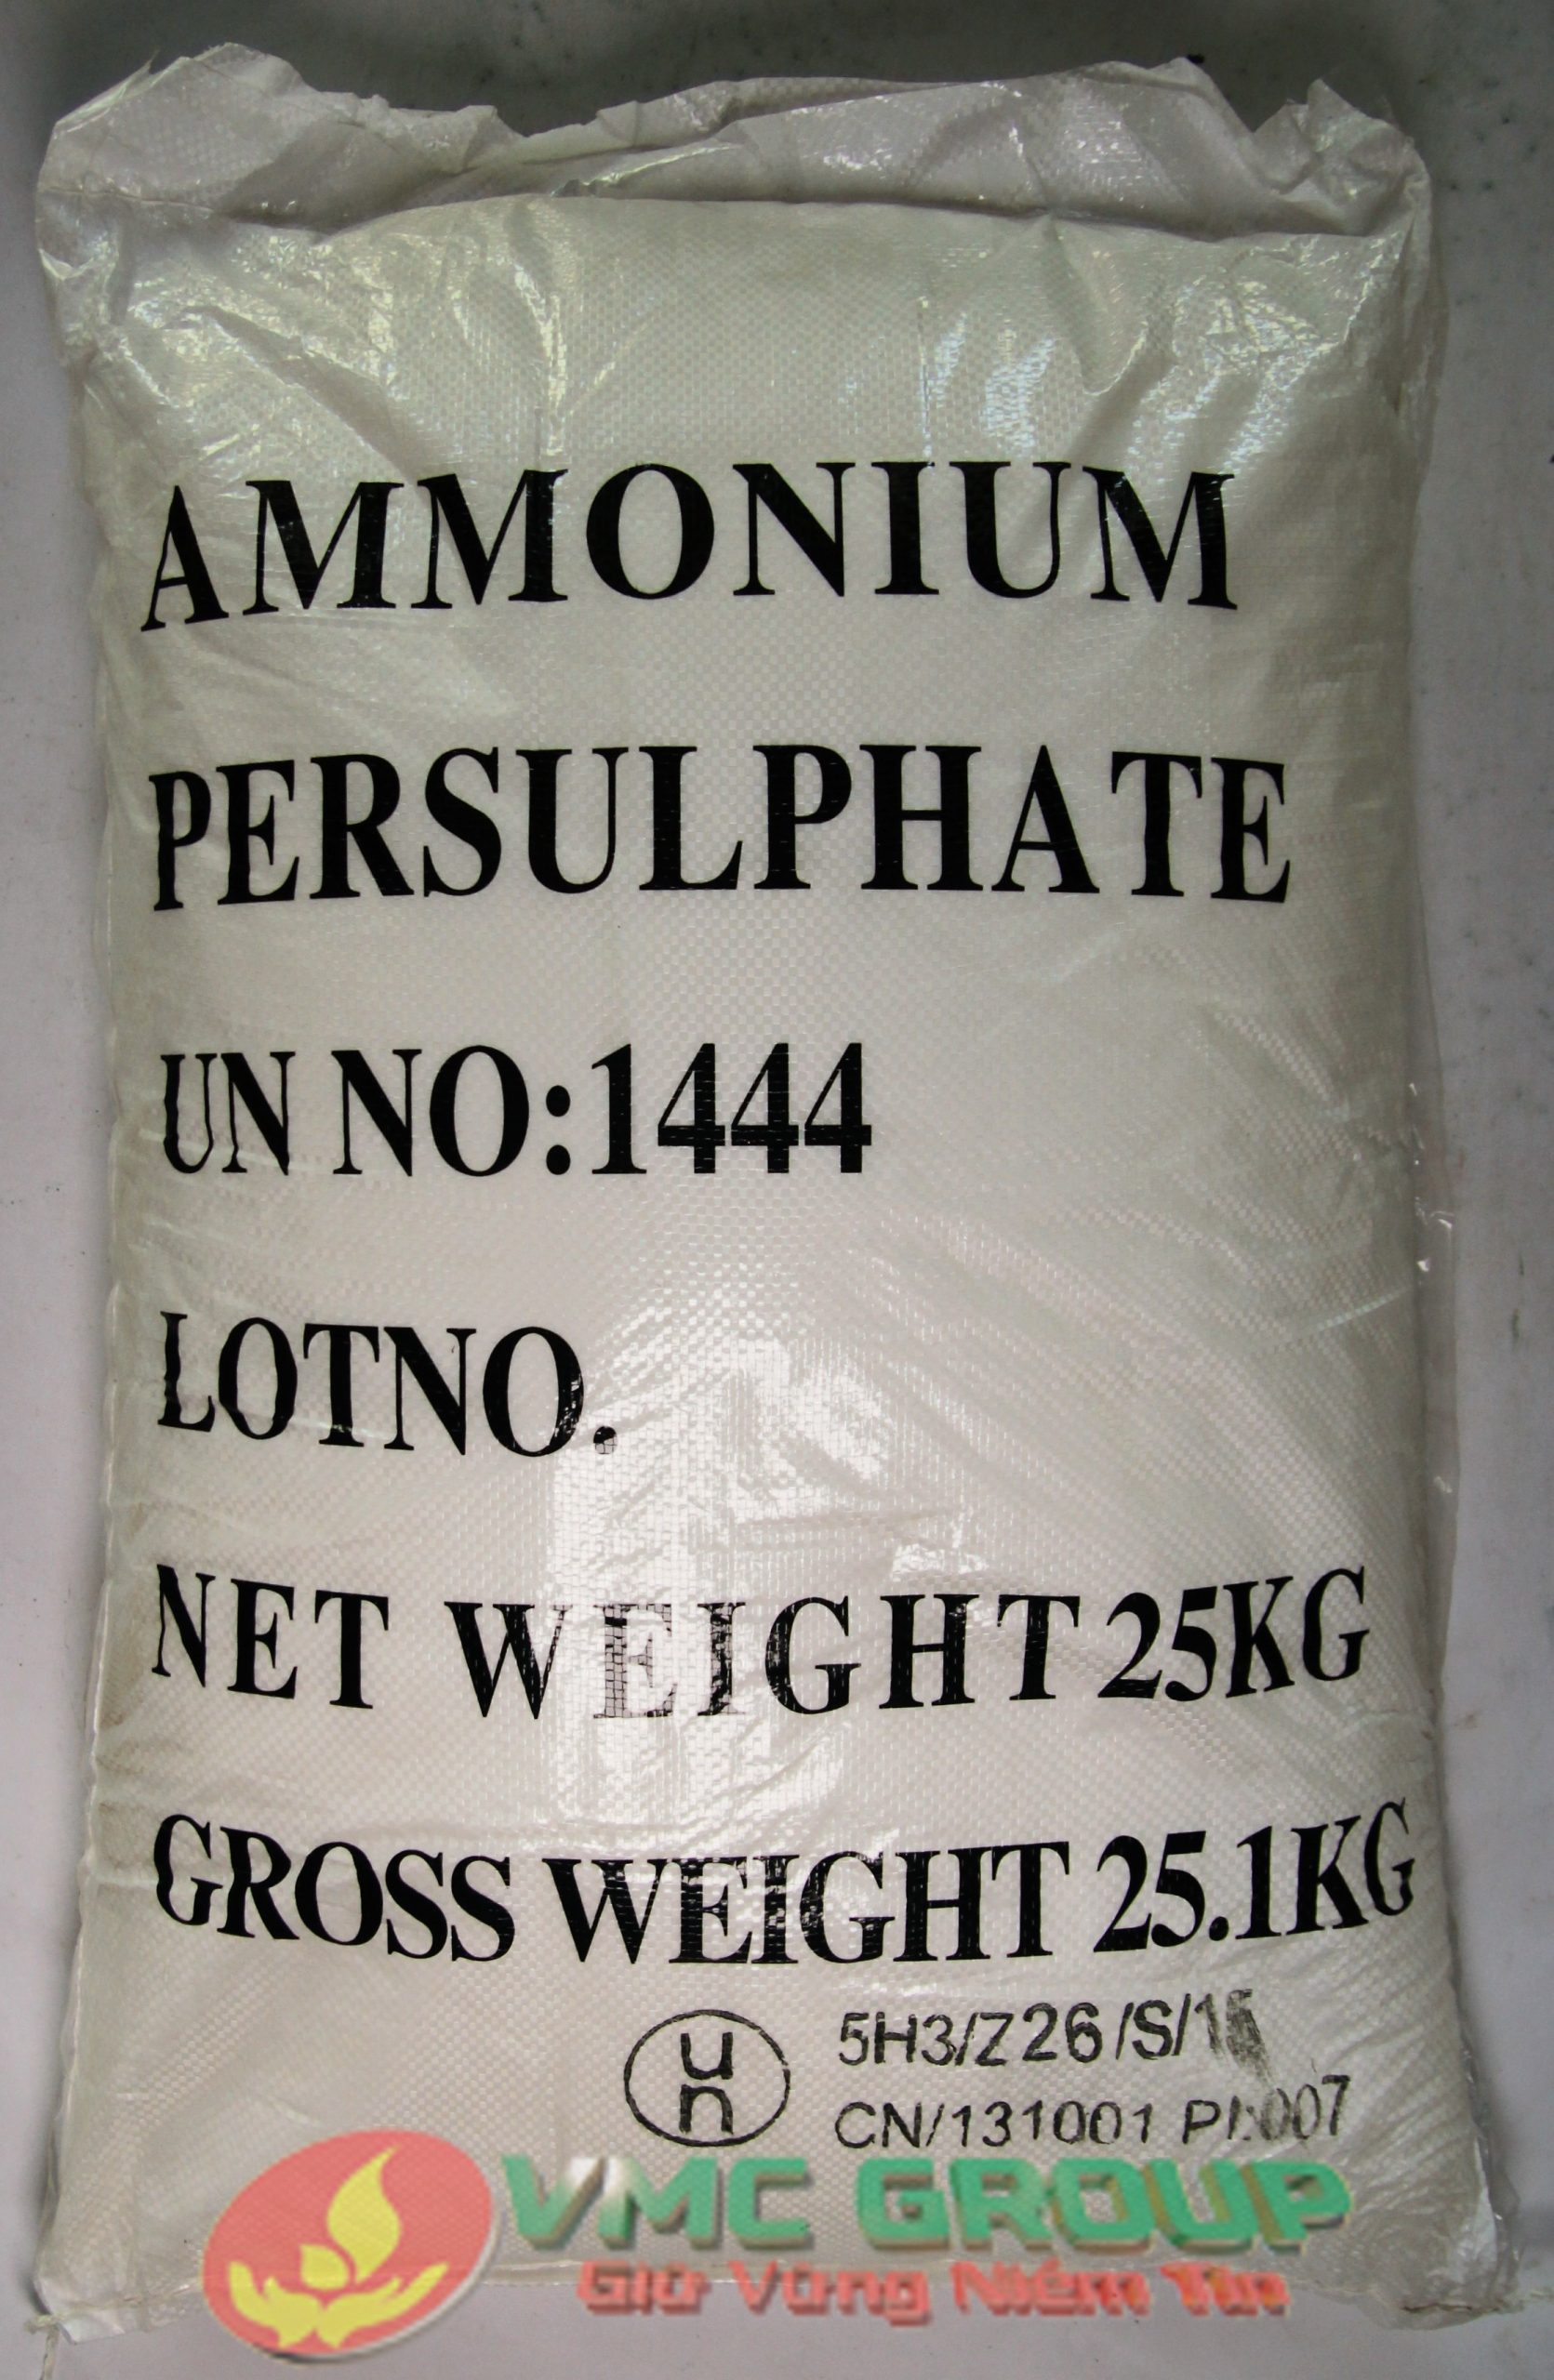 AMMONIUM
PERSULPHATE
UN NO:1444
LOTNO.
NET WEIGHT 25KG
GROSS WEIGHT 25.1KG
un
5H3/Z26/S/
CN/131001
VMC GROUP
Giữ Vững Niềm Tin